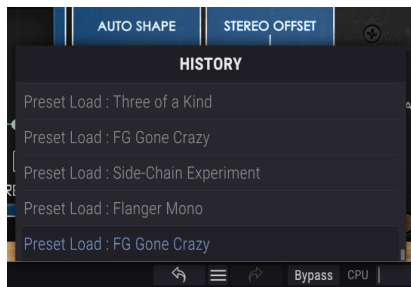 AUTO SHAPE STEREO OFFSET
HISTORY
Preset Load : Three of a Kind
Preset Load : FG Gone Crazy
Preset Load : Side-Chain Experiment
Preset Load : Flanger Mono
Preset Load : FG Gone Crazy
Bypass CPU